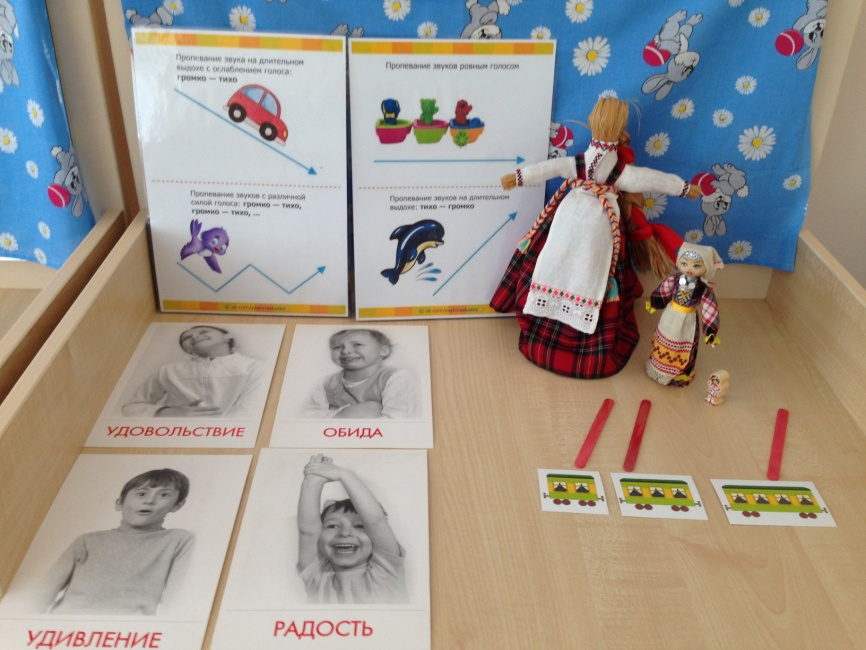 Пропевание звука на длительном
выдохе с ослаблением голоса:
громко — тихо
Пропевание звуков с различной
силой голоса: громко — тихо,
громко — тихо, ...
Пропевание звуков ровным голосом
Пропевание звуков на длительном
выдохе: тихо — громко
УДОВОЛЬСТВИЕ
ОБИДА
УДИВЛЕНИЕ
РАДОСТЬ